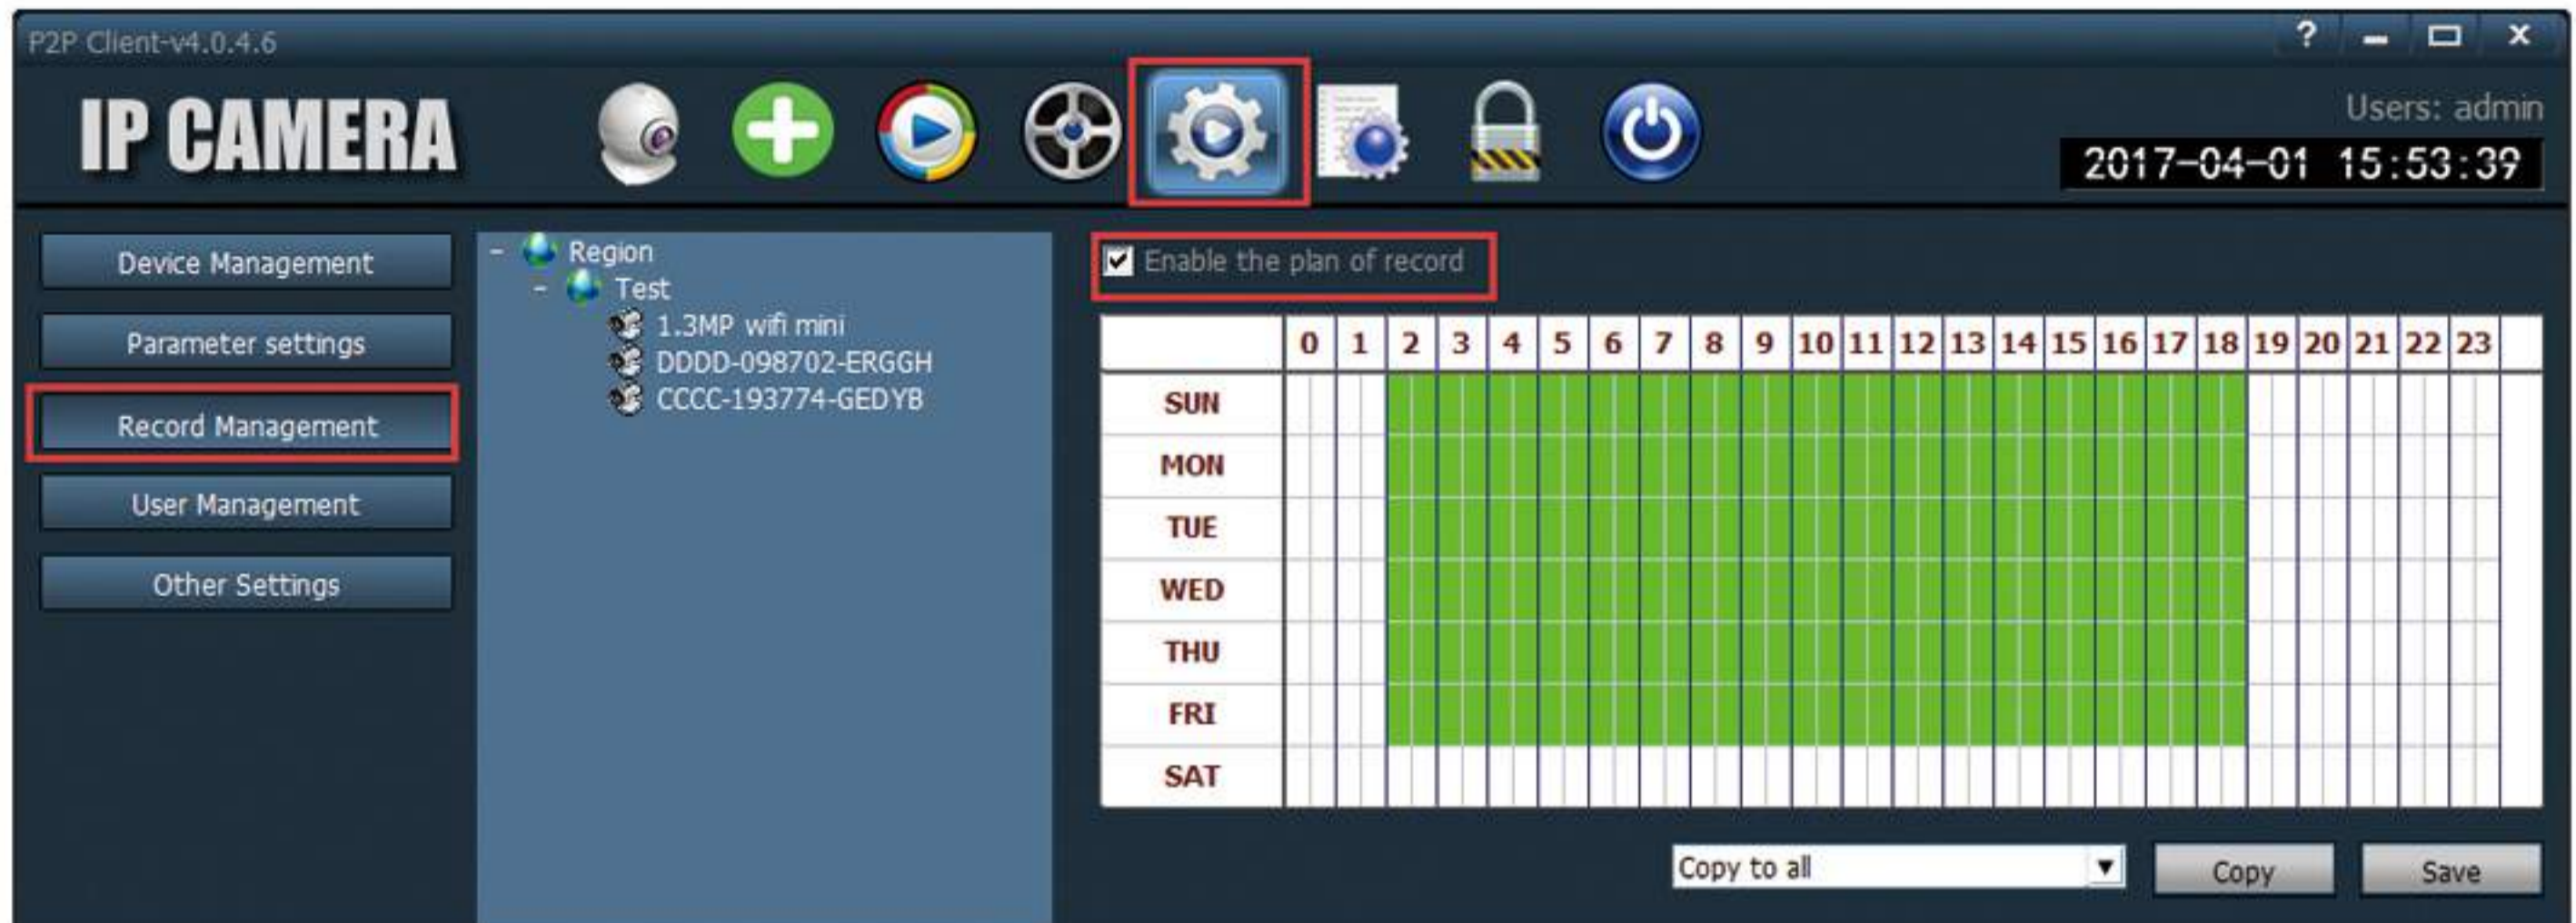 P2P Client-v4.0.4.6
IP CAMERA
Users: admin
2017-04-01 15:53:39
Device Management
Parameter settings
Record Management
User Management
Other Settings
Region
Test
1.3MP wifi mini
DDDD-098702-ERGGH
CCCC-193774-GEDYB
Enable the plan of record
0 1 2 3 4 5 6 7 8 9 10 11 12 13 14 15 16 17 18 19 20 21 22 23
SUN
MON
TUE
WED
THU
FRI
SAT
Copy to all
Copy
Save